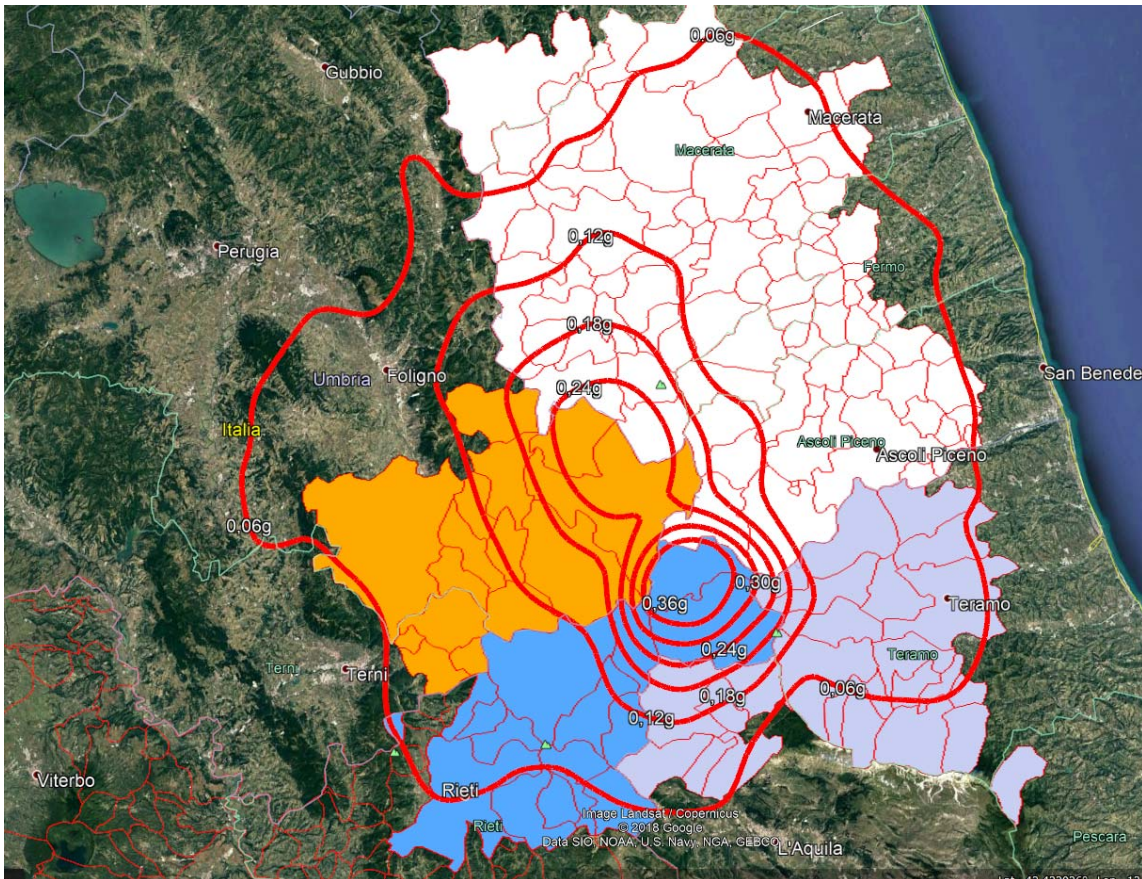 0.06g
Gubbio
Macerata
Macerata
Perugia
0,12g
Fermo
0,18g
Umbria
Foligno
San Benede
0,24g
Italia
Ascoli Piceno
Ascoli Piceno
0.06g
0,30g
0,36g
Teramo
0,24g
Teramo
Terni
Terni
0,06g
0,18g
0,12g
Viterbo
Rieti
Image Landsat / Copernicus
Rieti
© 2018 Google
Data SIO, NOAA, U.S. Navy, NGA, GEBCO
L'Aquila
Pescara